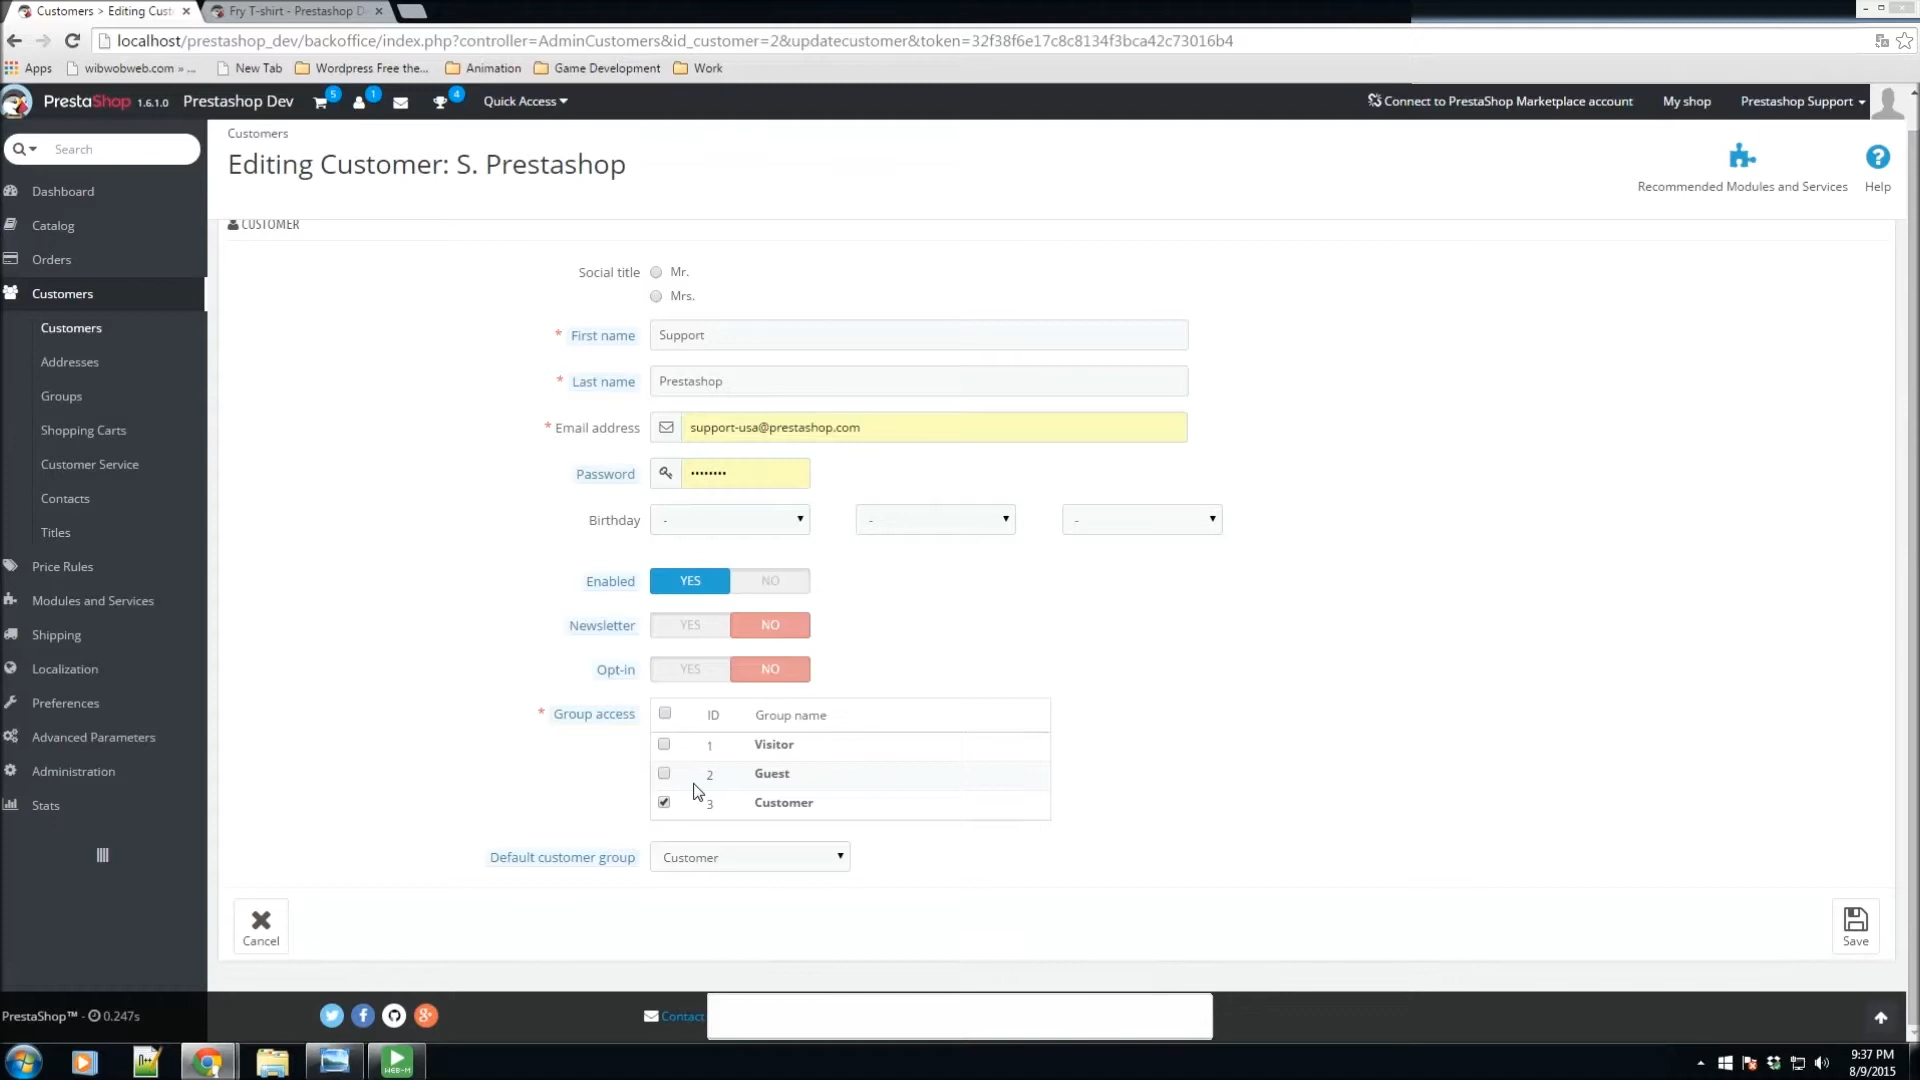 Customers > Editing Cust
Fry T-shirt - Prestashop D
localhost/prestashop_dev/backoffice/index.php?controller=AdminCustomers&id_customer=2&updatecustomer&token=32f38f6e17c8c8134f3bca42c73016b4
Apps
wibwobweb.com » ...
New Tab
Wordpress Free the...
Animation
Game Development
Work
PrestaShop 1.6.1.0
Prestashop Dev
5
1
4
Quick Access
Connect to PrestaShop Marketplace account
My shop
Prestashop Support
Search
Dashboard
Catalog
Orders
Customers
Customers
Addresses
Groups
Shopping Carts
Customer Service
Contacts
Titles
Price Rules
Modules and Services
Shipping
Localization
Preferences
Advanced Parameters
Administration
Stats
Customers
Editing Customer: S. Prestashop
Recommended Modules and Services
Help
CUSTOMER
Social title
Mr.
Mrs.
* First name
Support
* Last name
Prestashop
* Email address
support-usa@prestashop.com
Password
••••••••
Birthday
-
-
-
Enabled
YES
NO
Newsletter
YES
NO
Opt-in
YES
NO
* Group access
ID
Group name
1
Visitor
2
Guest
3
Customer
Default customer group
Customer
Cancel
Save
PrestaShop™ - 0.247s
Contact
N++
WEB-M
9:37 PM
8/9/2015